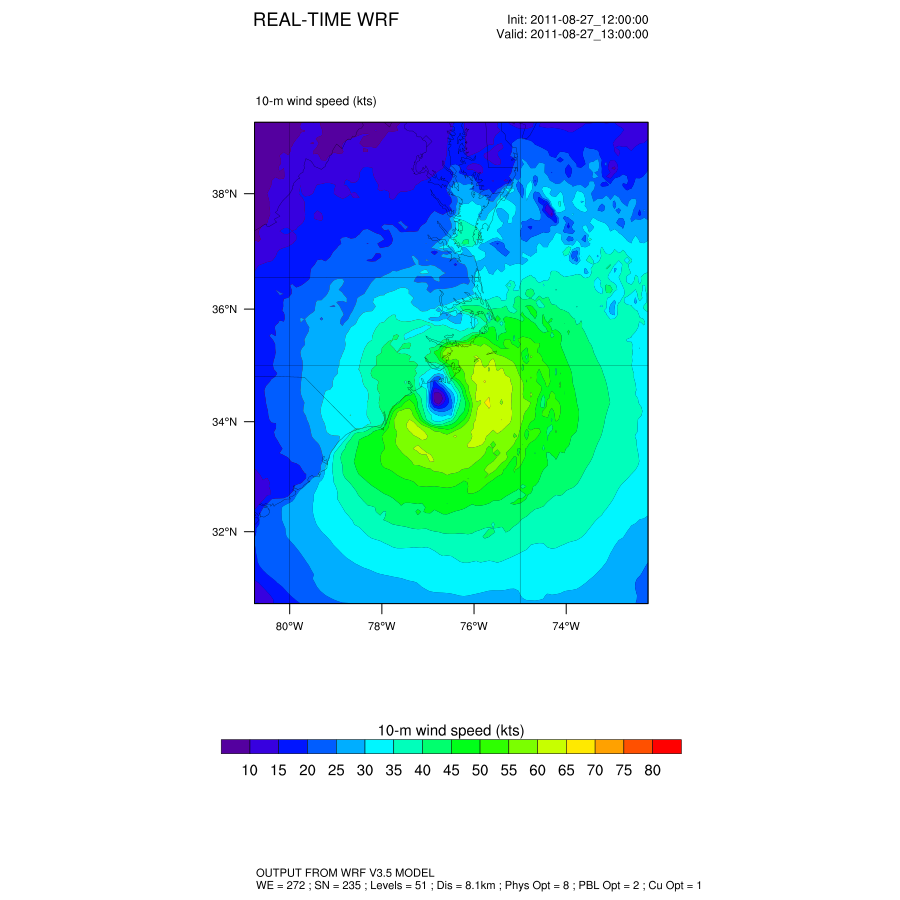 REAL-TIME WRF
Init: 2011-08-27_12:00:00
Valid: 2011-08-27_13:00:00
10-m wind speed (kts)
38°N
36°N
34°N
32°N
80°W 78°W 76°W 74°W
10-m wind speed (kts)
10 15 20 25 30 35 40 45 50 55 60 65 70 75 80
OUTPUT FROM WRF V3.5 MODEL
WE = 272 ; SN = 235 ; Levels = 51 ; Dis = 8.1km ; Phys Opt = 8 ; PBL Opt = 2 ; Cu Opt = 1